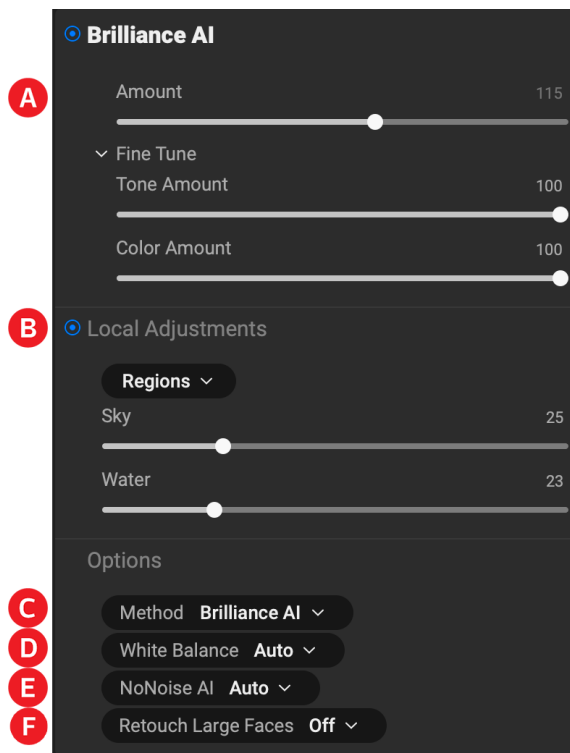 Brilliance AI
A Amount 115
Fine Tune
Tone Amount 100
Color Amount 100
B Local Adjustments
Regions
Sky 25
Water 23
Options
C Method Brilliance AI
D White Balance Auto
E NoNoise AI Auto
F Retouch Large Faces Off